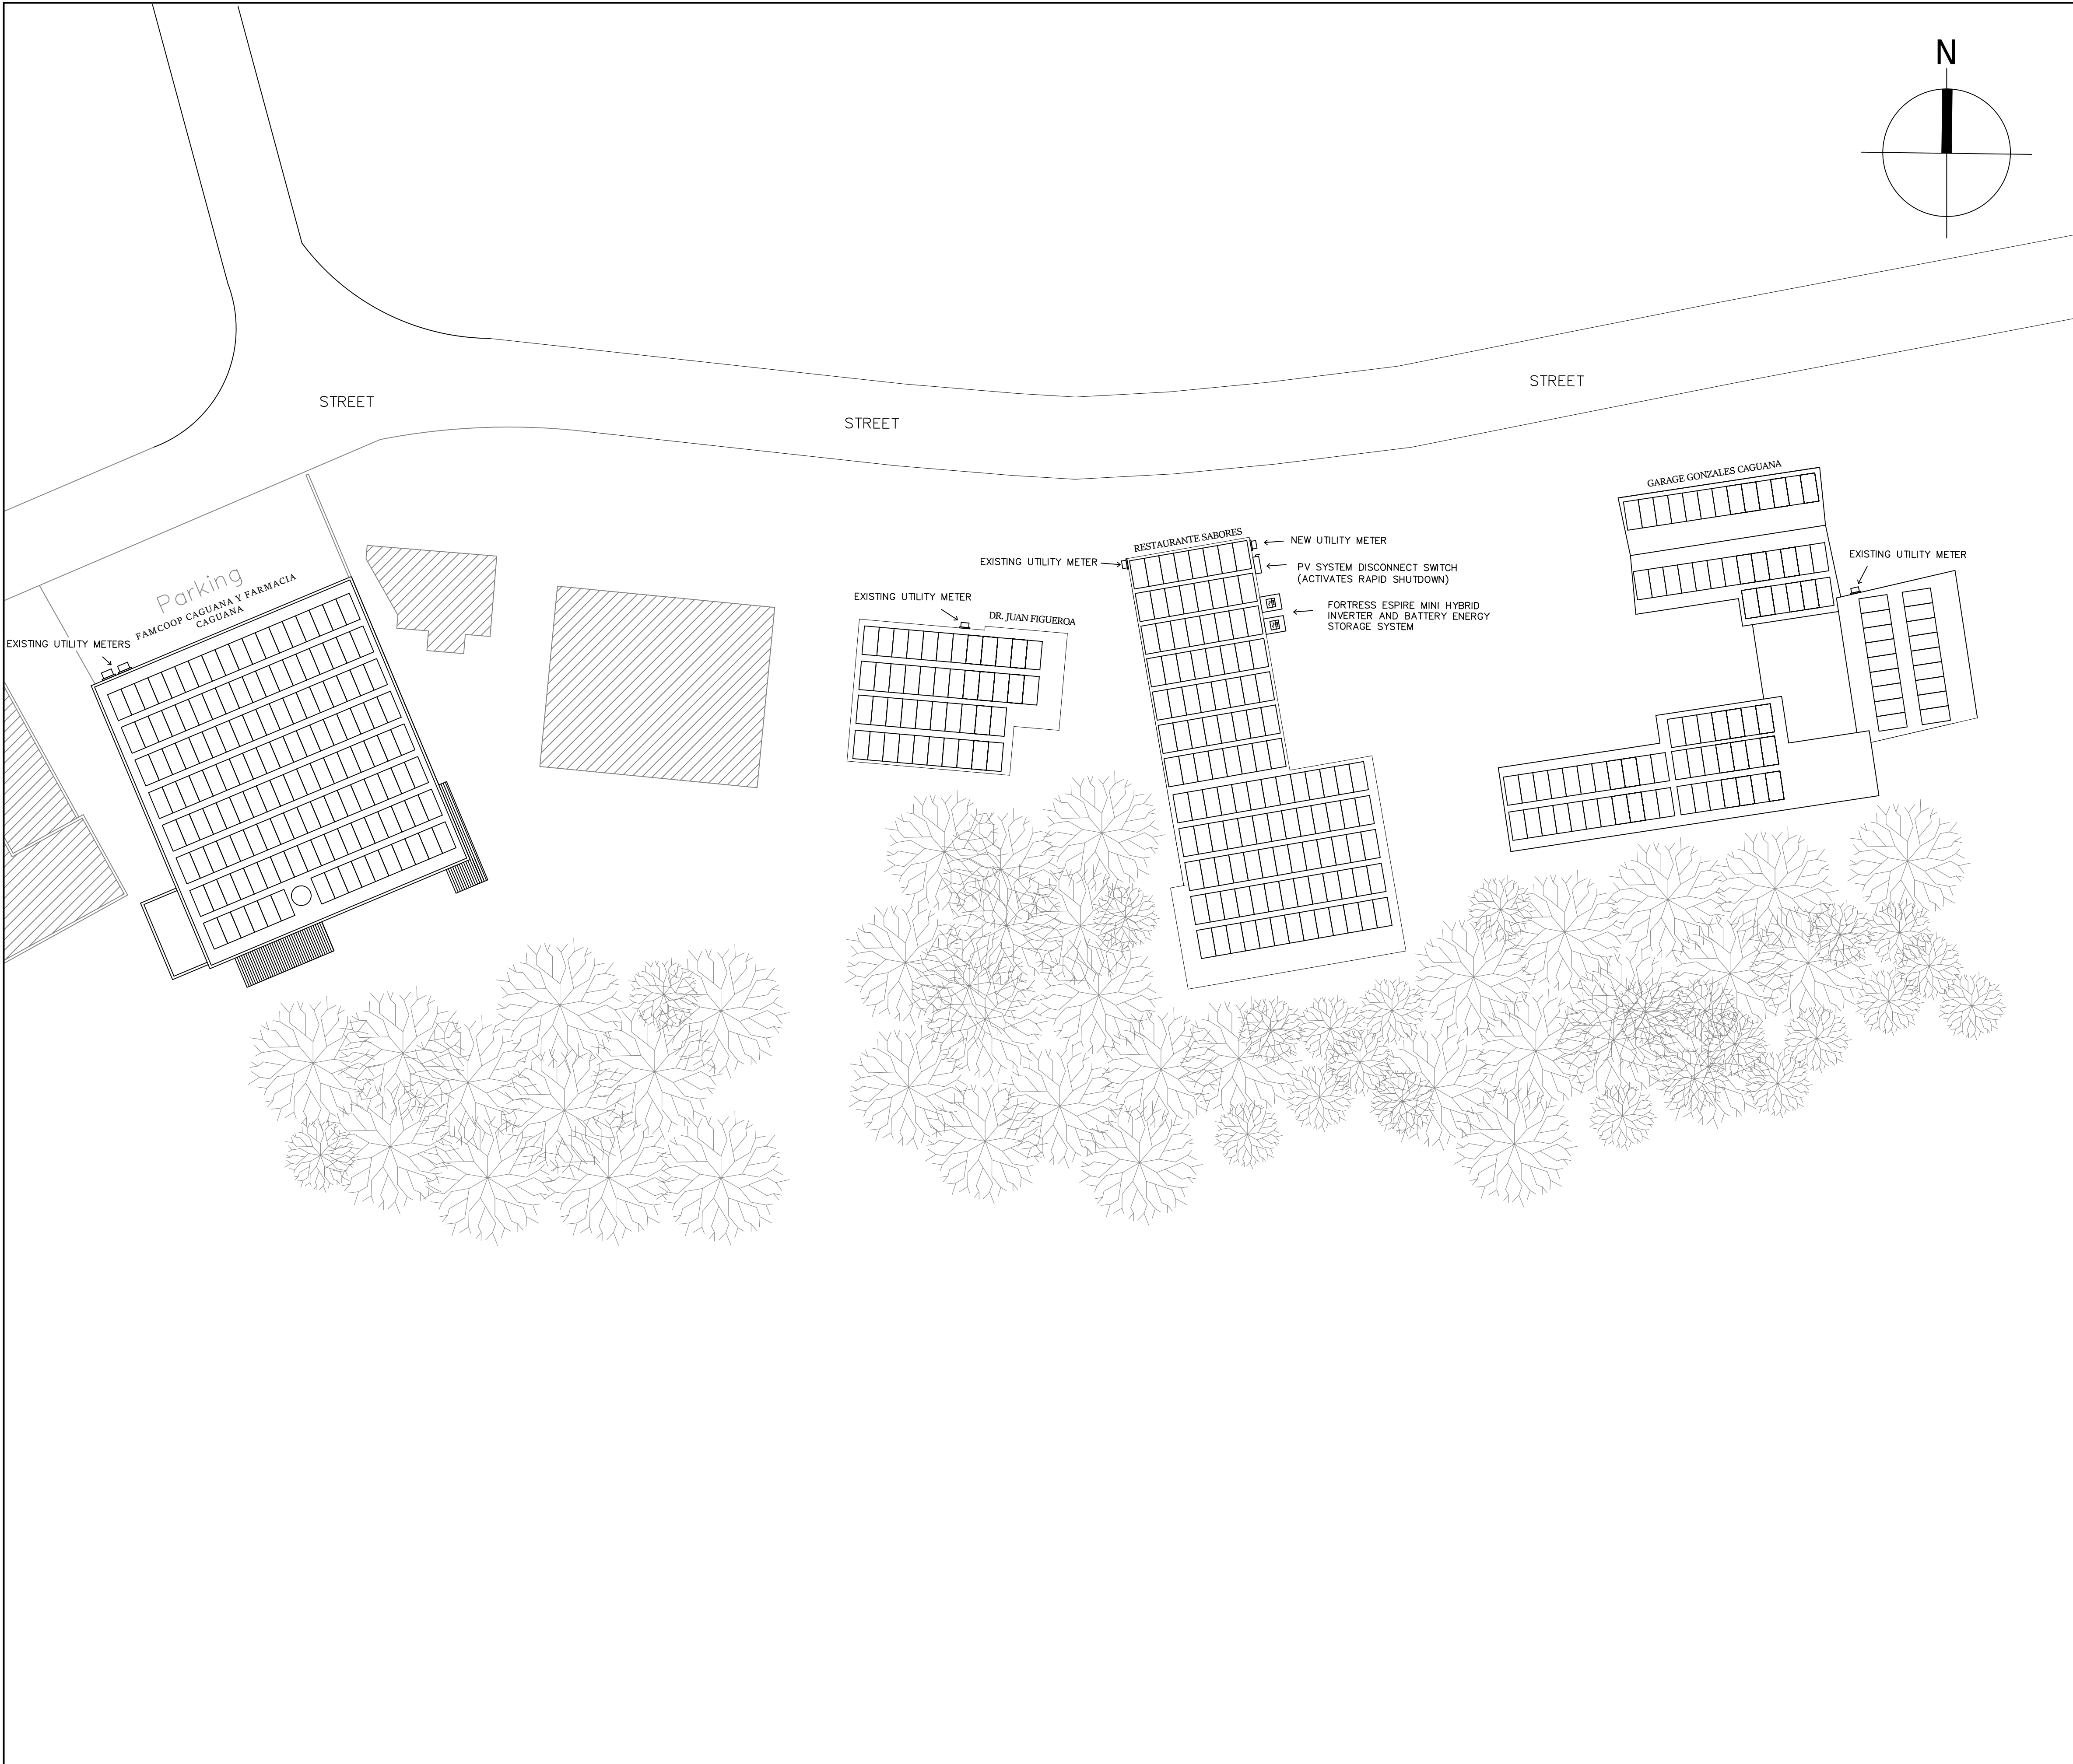 N
STREET
STREET
STREET
GARAGE GONZALES CAGUANA
EXISTING UTILITY METER
RESTAURANTE SABORES
NEW UTILITY METER
EXISTING UTILITY METER
PV SYSTEM DISCONNECT SWITCH
(ACTIVATES RAPID SHUTDOWN)
FORTRESS ESPIRE MINI HYBRID
INVERTER AND BATTERY ENERGY
STORAGE SYSTEM
EXISTING UTILITY METER
DR. JUAN FIGUEROA
Parking
FAMCOOP CAGUANA Y FARMACIA
CAGUANA
EXISTING UTILITY METERS